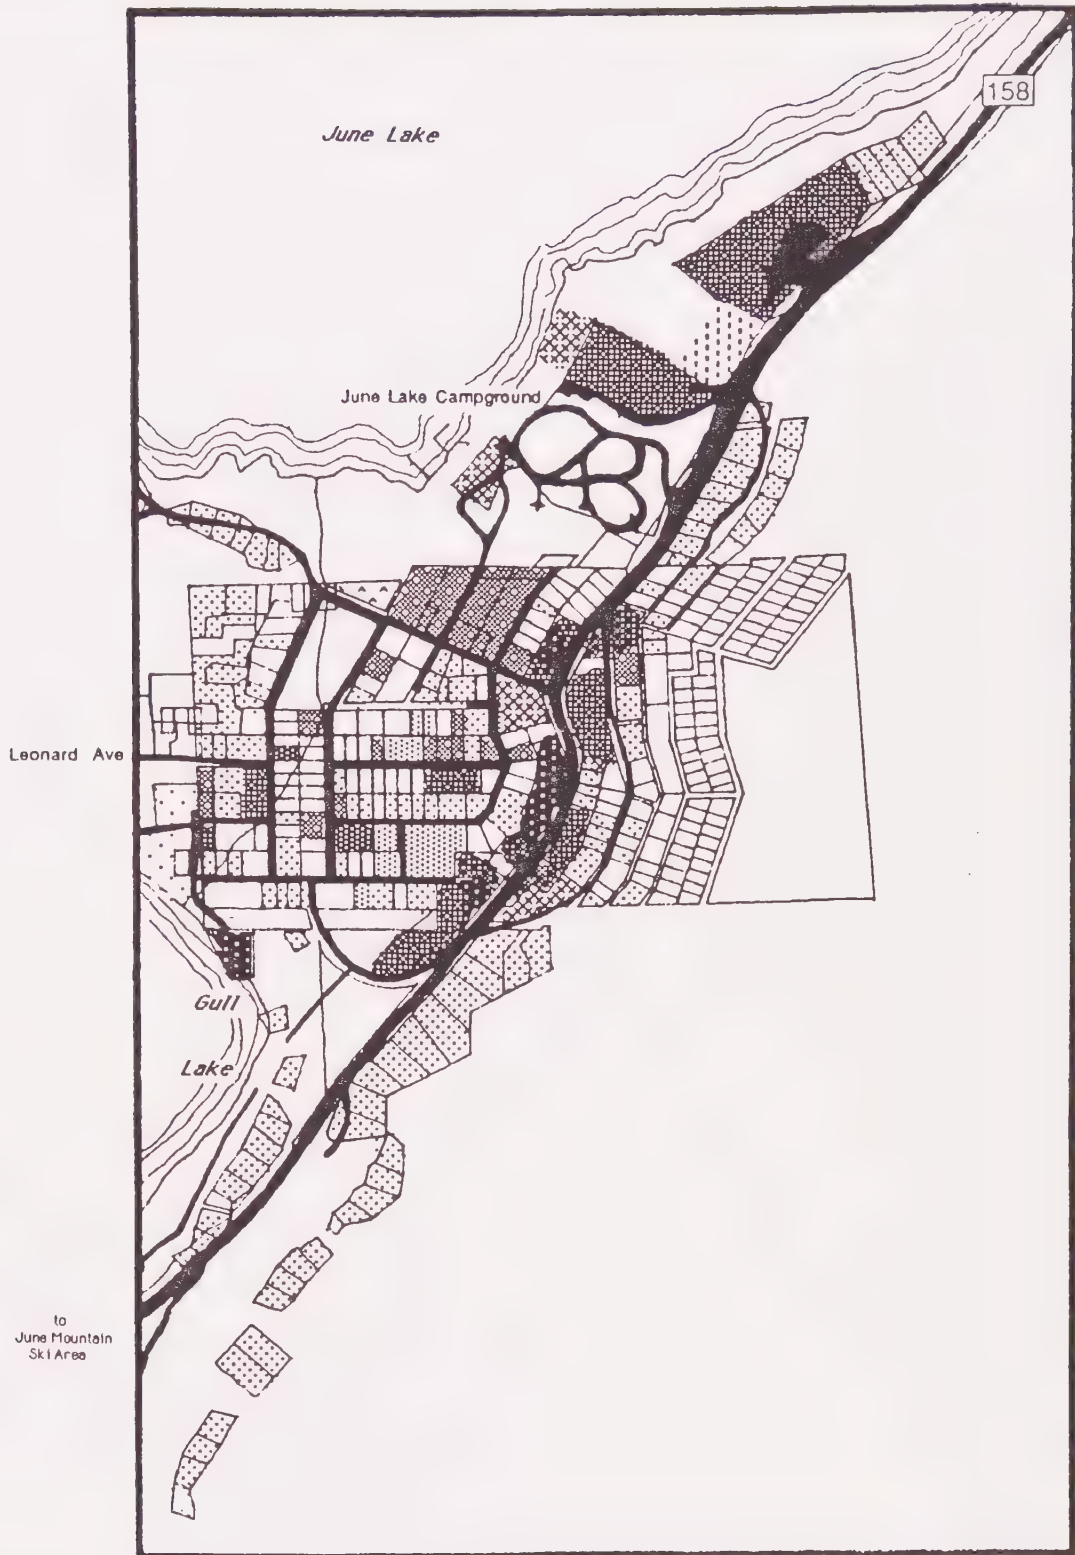 158
June Lake
June Lake Campground
Leonard Ave
Gull
Lake
to
June Mountain
Ski Area